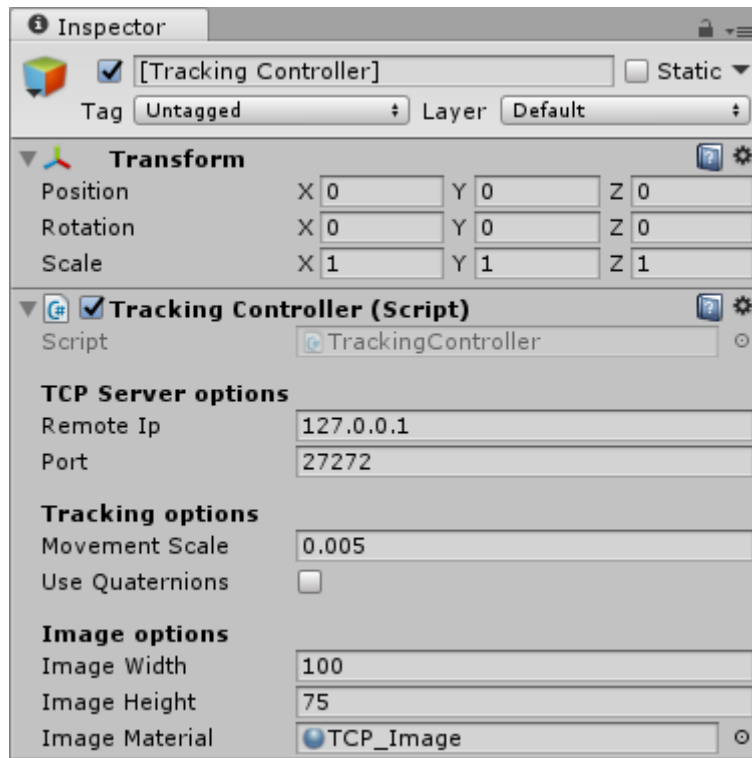 Inspector
[Tracking Controller] Static
Tag Untagged Layer Default
Transform
Position X 0 Y 0 Z 0
Rotation X 0 Y 0 Z 0
Scale X 1 Y 1 Z 1
C# Tracking Controller (Script)
Script TrackingController
TCP Server options
Remote Ip 127.0.0.1
Port 27272
Tracking options
Movement Scale 0.005
Use Quaternions
Image options
Image Width 100
Image Height 75
Image Material TCP_Image